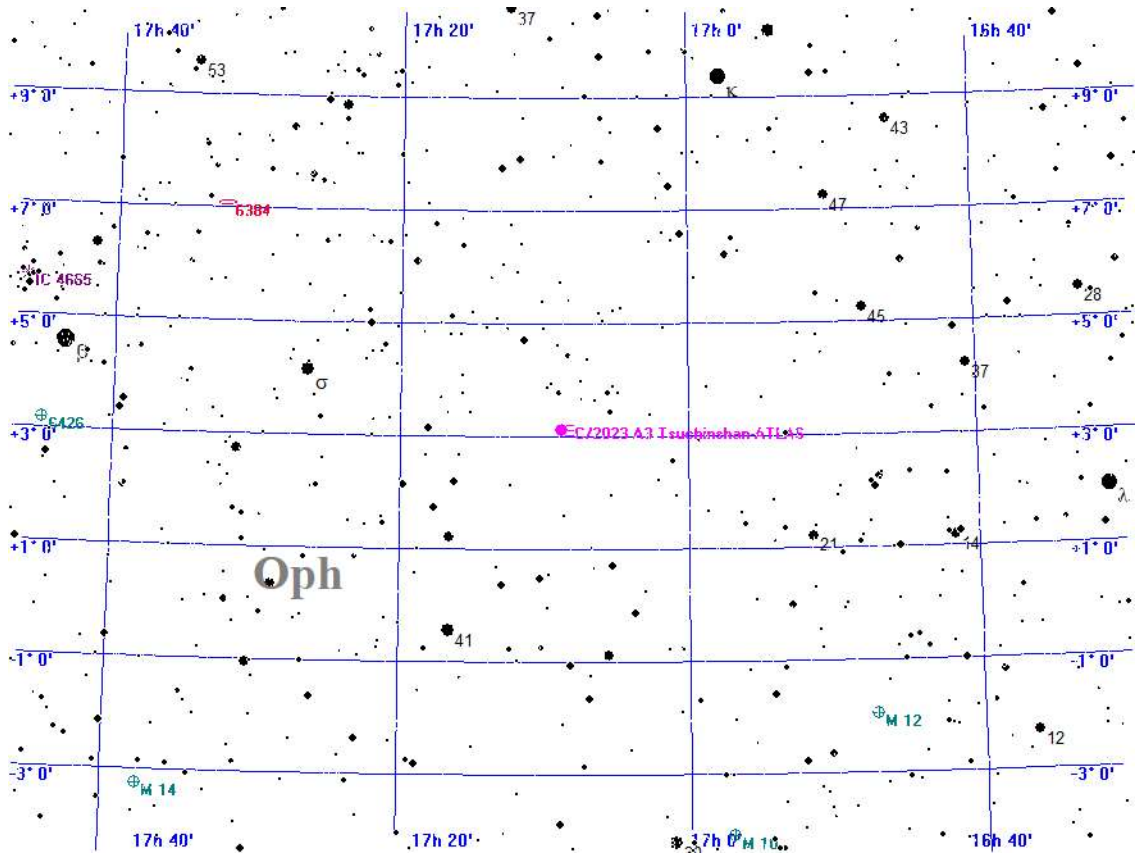 17h 40' 17h 20' 37 17h 0' 16h 40'
53
κ
+9° 0' +9° 0'
43
47
+7° 0' 6384 +7° 0'
IC 4665
28
+5° 0' 45 +5° 0'
β
37
σ
6426
+3° 0' C/2023 A3 Tsuchinshan-ATLAS +3° 0'
λ
21 14
+1° 0' +1° 0'
Oph
41
-1° 0' -1° 0'
M 12
12
-3° 0' -3° 0'
M 14
17h 40' 17h 20' 17h 0' M 10 16h 40'